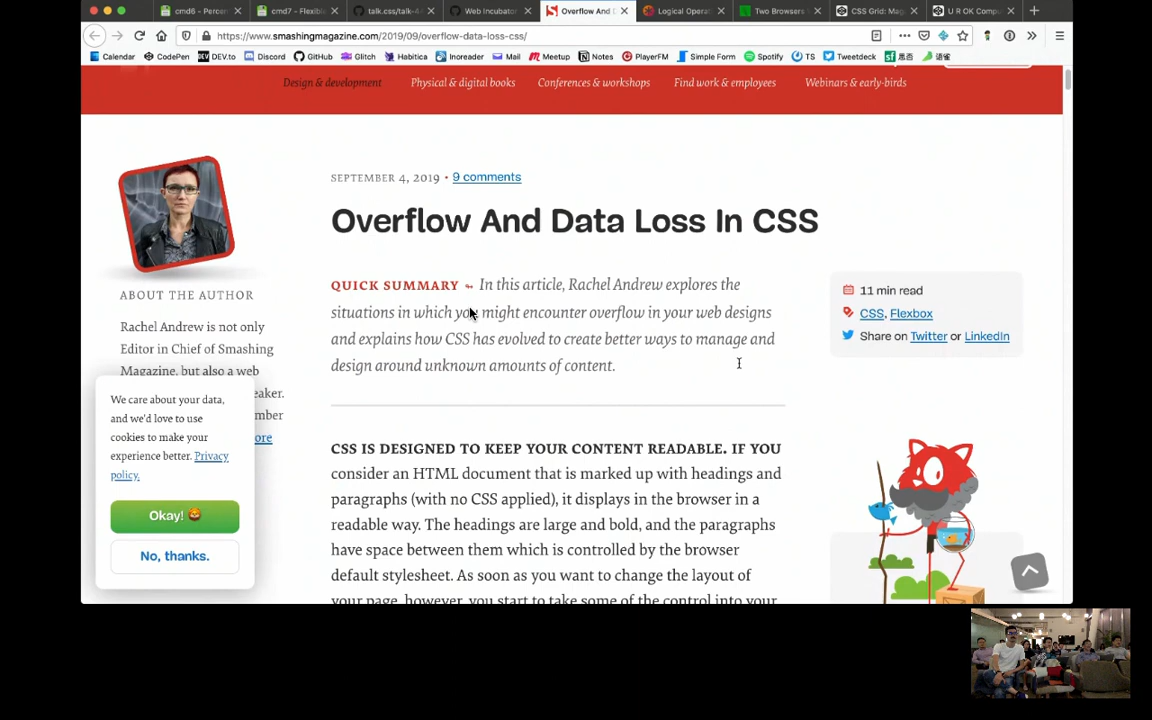 cmd6 - Percen
cmd7 - Flexibl
talk.css/talk-4
Web Incubator
Overflow And D
Logical Operat
Two Browsers
CSS Grid: Mag
U R OK Compu
https://www.smashingmagazine.com/2019/09/overflow-data-loss-css/
Calendar CodePen DEV.to Discord GitHub Glitch Habitica Inoreader Mail Meetup Notes PlayerFM Simple Form Spotify TS Tweetdeck 思否 语雀
Design & development Physical & digital books Conferences & workshops Find work & employees Webinars & early-birds
SEPTEMBER 4, 2019 • 9 comments
Overflow And Data Loss In CSS
QUICK SUMMARY In this article, Rachel Andrew explores the
situations in which you might encounter overflow in your web designs
and explains how CSS has evolved to create better ways to manage and
design around unknown amounts of content.
11 min read
CSS, Flexbox
Share on Twitter or LinkedIn
ABOUT THE AUTHOR
Rachel Andrew is not only
Editor in Chief of Smashing
Magazine, but also a web
eaker.
mber
ore
We care about your data,
and we'd love to use
cookies to make your
experience better. Privacy
policy.
Okay!
No, thanks.
CSS IS DESIGNED TO KEEP YOUR CONTENT READABLE. IF YOU
consider an HTML document that is marked up with headings and
paragraphs (with no CSS applied), it displays in the browser in a
readable way. The headings are large and bold, and the paragraphs
have space between them which is controlled by the browser
default stylesheet. As soon as you want to change the layout of
your page, however, you start to take some of the control into your